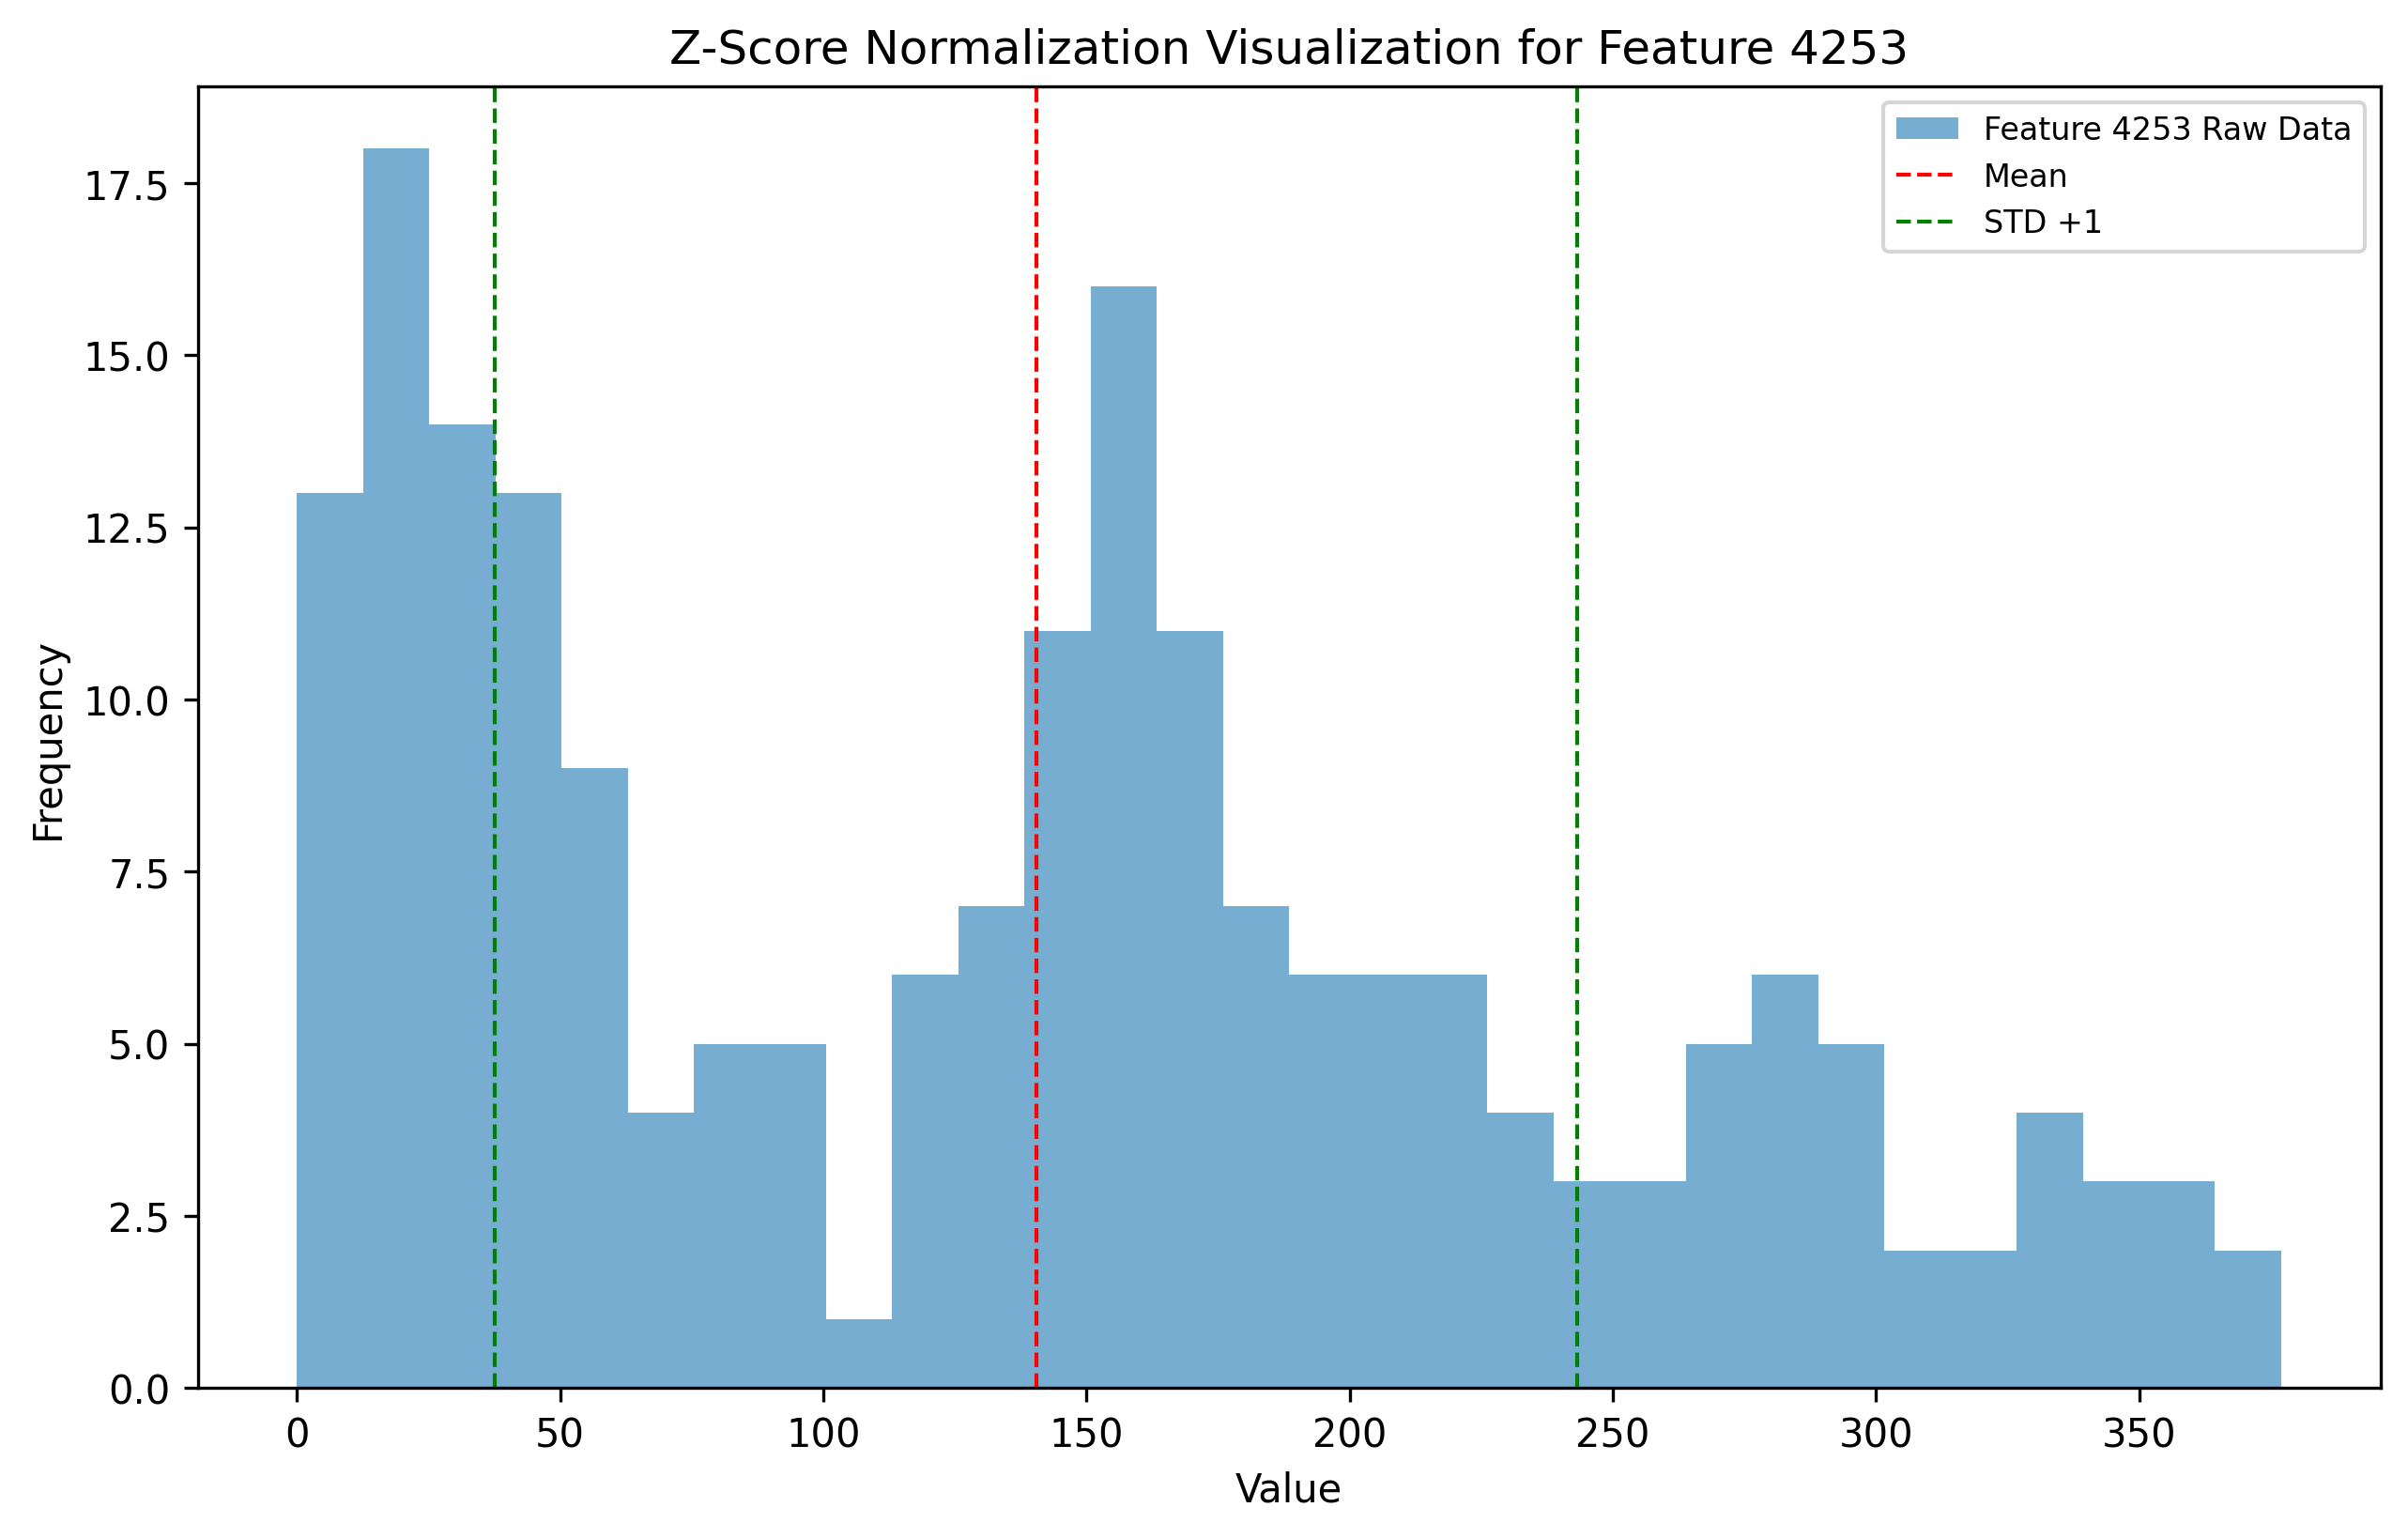 Z-Score Normalization Visualization for Feature 4253
Feature 4253 Raw Data
Mean
STD +1
17.5
15.0
12.5
10.0
7.5
5.0
2.5
0.0
Frequency
0 50 100 150 200 250 300 350
Value